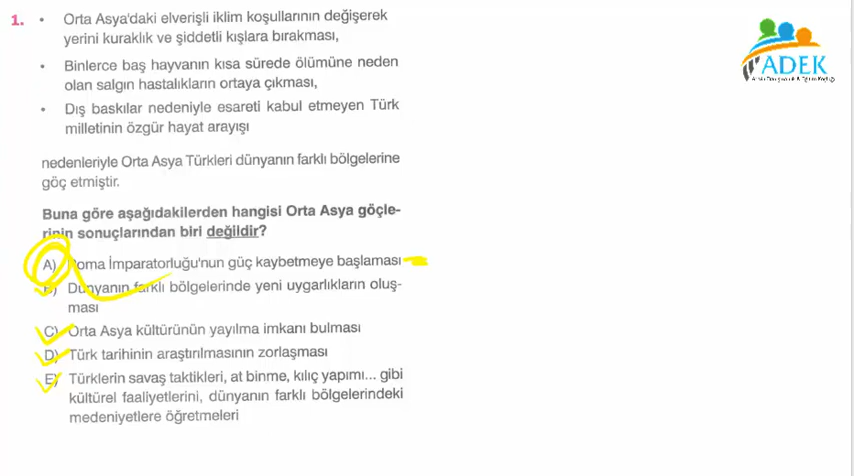 1. • Orta Asya'daki elverişli iklim koşullarının değişerek
yerini kuraklık ve şiddetli kışlara bırakması,
• Binlerce baş hayvanın kısa sürede ölümüne neden
olan salgın hastalıkların ortaya çıkması,
• Dış baskılar nedeniyle esareti kabul etmeyen Türk
milletinin özgür hayat arayışı
nedenleriyle Orta Asya Türkleri dünyanın farklı bölgelerine
göç etmiştir.
Buna göre aşağıdakilerden hangisi Orta Asya göçle-
rinin sonuçlarından biri değildir?
A) Roma İmparatorluğu'nun güç kaybetmeye başlaması
B) Dünyanın farklı bölgelerinde yeni uygarlıkların oluş-
ması
C) Orta Asya kültürünün yayılma imkanı bulması
D) Türk tarihinin araştırılmasının zorlaşması
E) Türklerin savaş taktikleri, at binme, kılıç yapımı... gibi
kültürel faaliyetlerini, dünyanın farklı bölgelerindeki
medeniyetlere öğretmeleri
ADEK